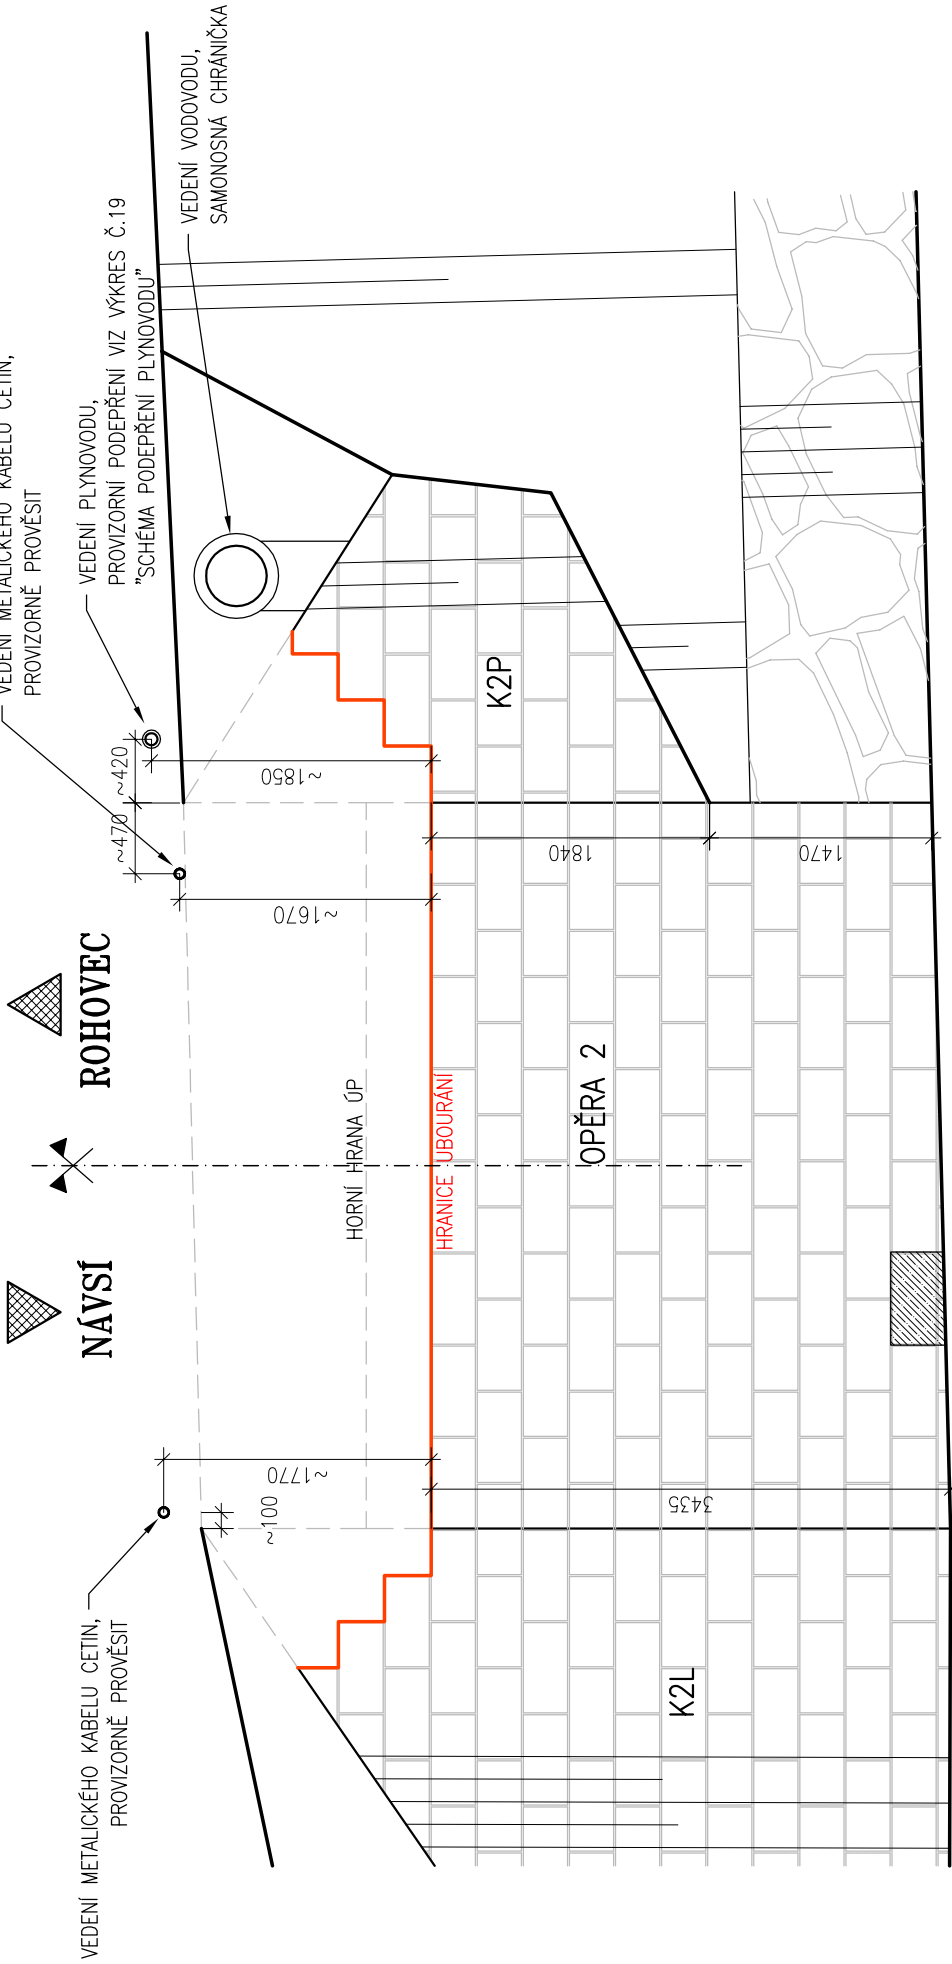 VEDENÍ METALICKÉHO KABELU CETIN,
PROVIZORNĚ PROVĚSIT
NÁVSÍ
ROHOVEC
VEDENÍ METALICKÉHO KABELU CETIN,
PROVIZORNĚ PROVĚSIT
VEDENÍ PLYNOVODU,
PROVIZORNÍ PODEPŘENÍ VIZ VÝKRES Č.19
"SCHÉMA PODEPŘENÍ PLYNOVODU"
VEDENÍ VODOVODU,
SAMONOSNÁ CHRÁNIČKA
~470
~420
~100
~1770
~1670
~1850
HORNÍ HRANA ÚP
HRANICE UBOURÁNÍ
K2L
OPĚRA 2
K2P
3435
1840
1470